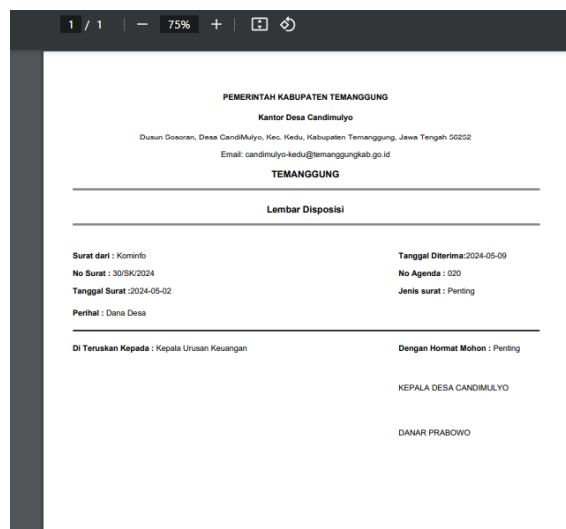 1 / 1 | − 75% + |
PEMERINTAH KABUPATEN TEMANGGUNG
Kantor Desa Candimulyo
Dusun Gosoran, Desa CandiMulyo, Kec. Kedu, Kabupaten Temanggung, Jawa Tengah 56252
Email: candimulyo-kedu@temanggungkab.go.id
TEMANGGUNG
Lembar Disposisi
Surat dari : Kominfo
Tanggal Diterima:2024-05-09
No Surat : 30/SK/2024
No Agenda : 020
Tanggal Surat :2024-05-02
Jenis surat : Penting
Perihal : Dana Desa
Di Teruskan Kepada : Kepala Urusan Keuangan
Dengan Hormat Mohon : Penting
KEPALA DESA CANDIMULYO
DANAR PRABOWO